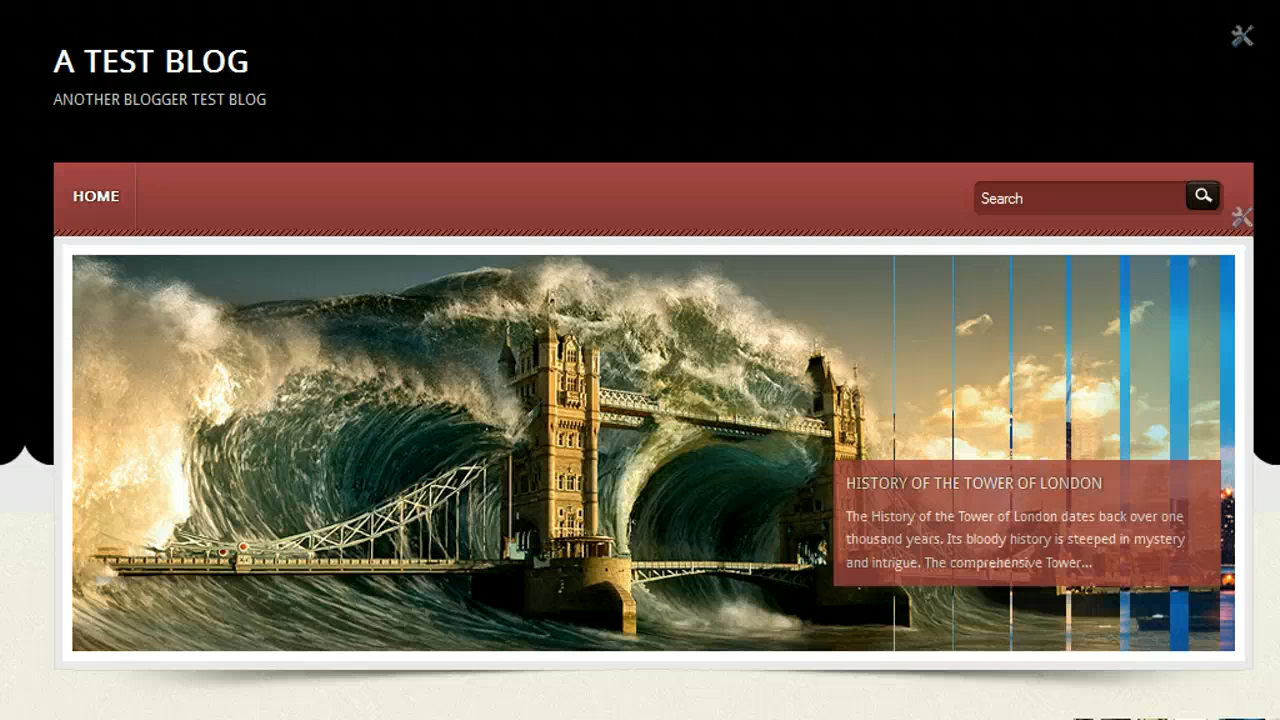 A TEST BLOG
ANOTHER BLOGGER TEST BLOG
HOME
Search
HISTORY OF THE TOWER OF LONDON
The History of the Tower of London dates back over one
thousand years. Its bloody history is steeped in mystery
and intrigue. The comprehensive Tower...